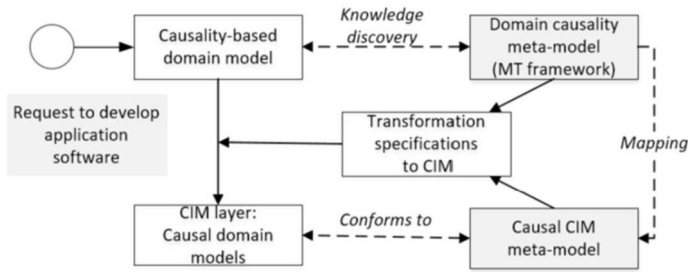 Causality-based
domain model
Knowledge
discovery
Domain causality
meta-model
(MT framework)
Request to develop
application
software
Transformation
specifications
to CIM
Mapping
CIM layer:
Causal domain
models
Conforms to
Causal CIM
meta-model